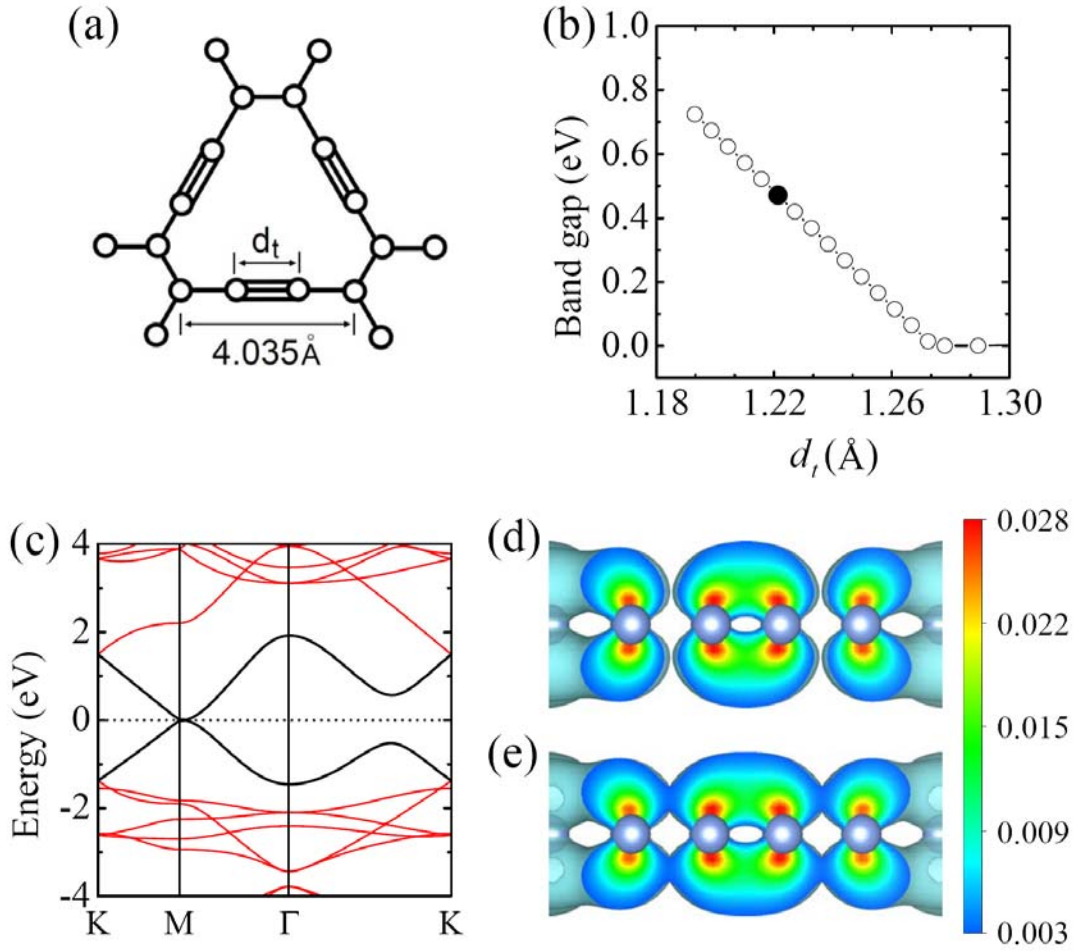 (a)
d_t
4.035Å
(b)
1.0
0.8
0.6
0.4
0.2
0.0
Band gap (eV)
1.18 1.22 1.26 1.30
d_t (Å)
(c)
4
2
0
-2
-4
Energy (eV)
K M Γ K
(d)
(e)
0.028
0.022
0.015
0.009
0.003